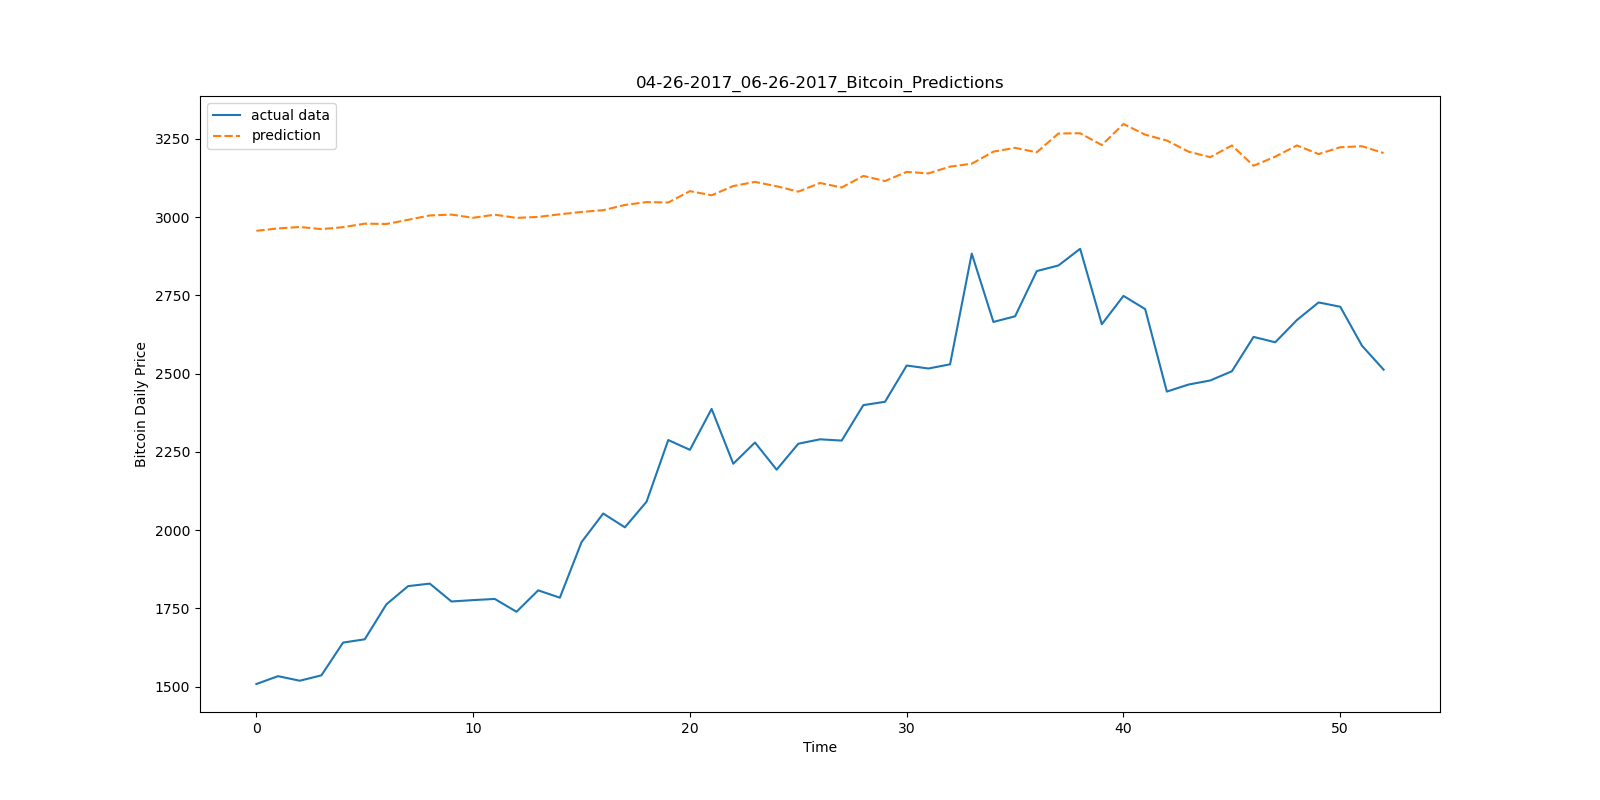 04-26-2017_06-26-2017_Bitcoin_Predictions
actual data
prediction
3250
3000
2750
2500
2250
2000
1750
1500
Bitcoin Daily Price
0 10 20 30 40 50
Time